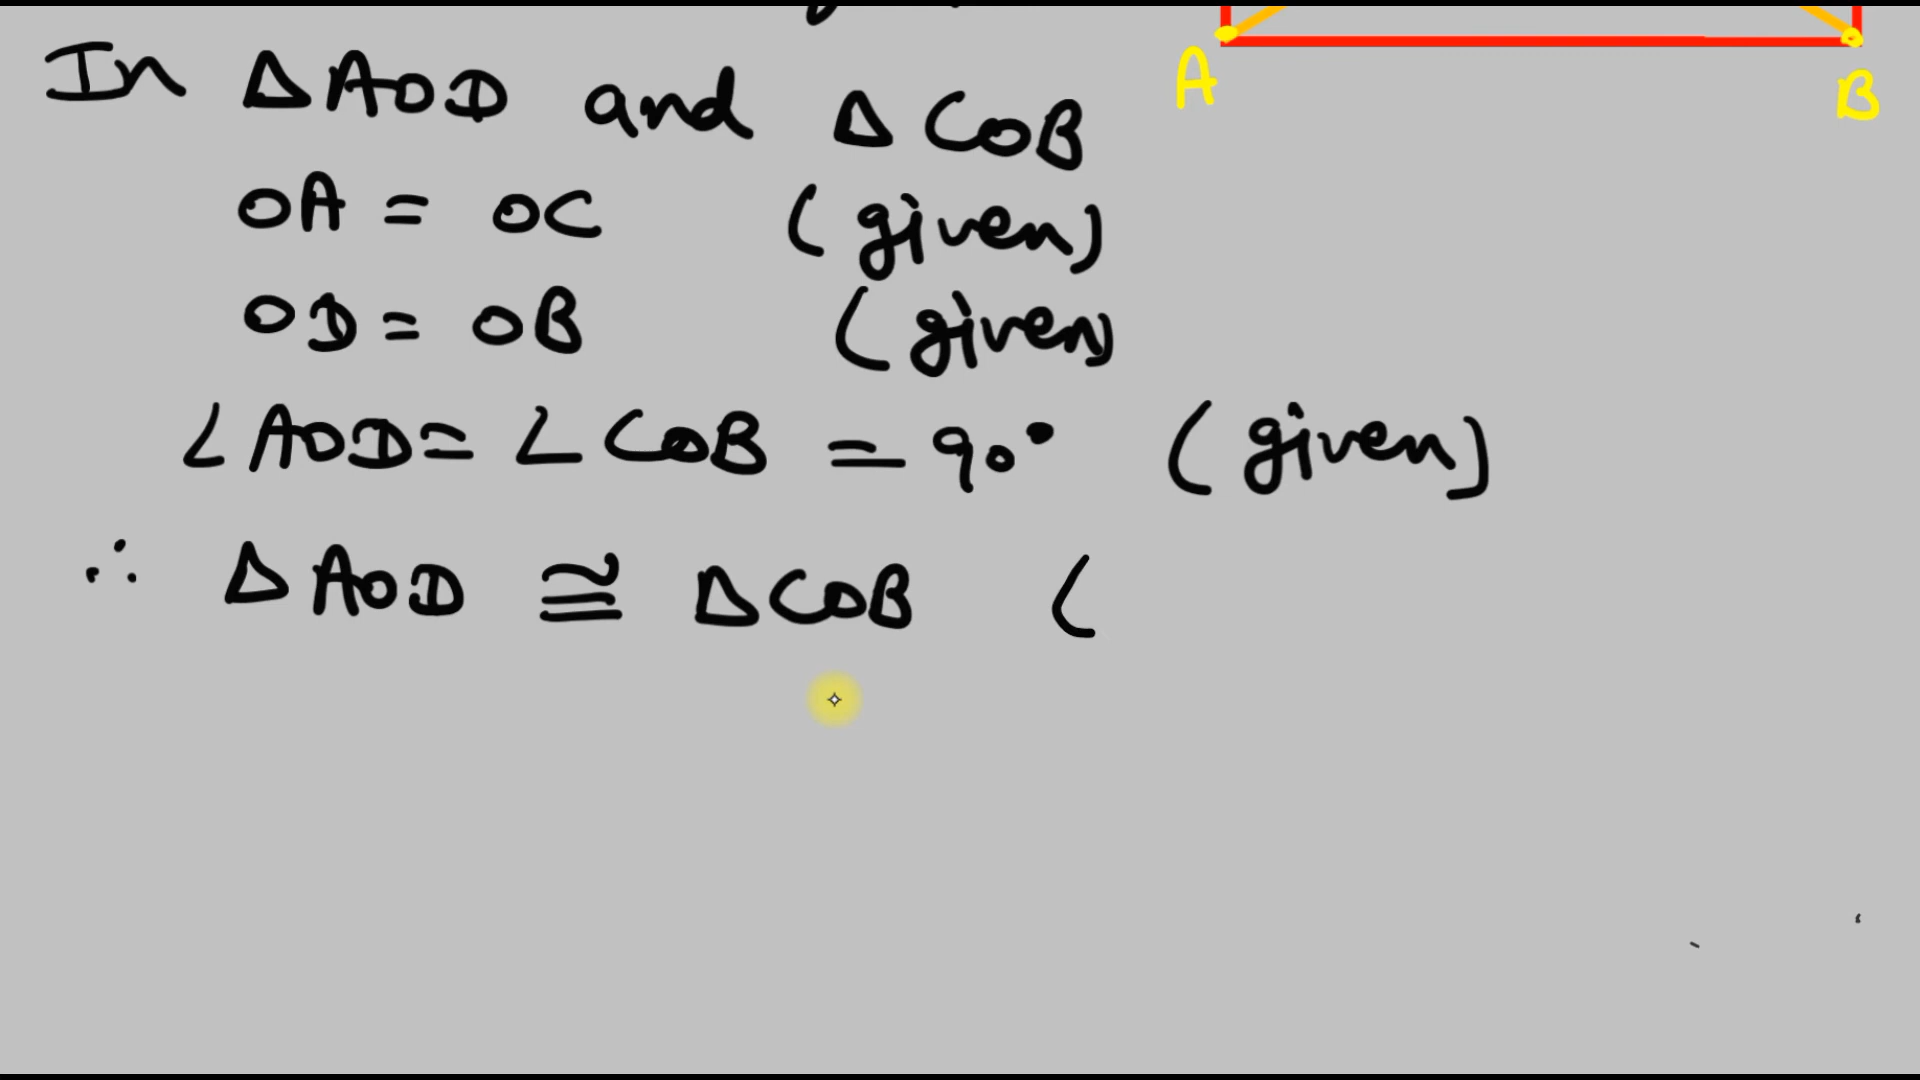 In ΔAOD and ΔCOB
A
B
OA = OC (given)
OD = OB (given)
∠AOD = ∠COB = 90° (given)
∴ ΔAOD ≅ ΔCOB (